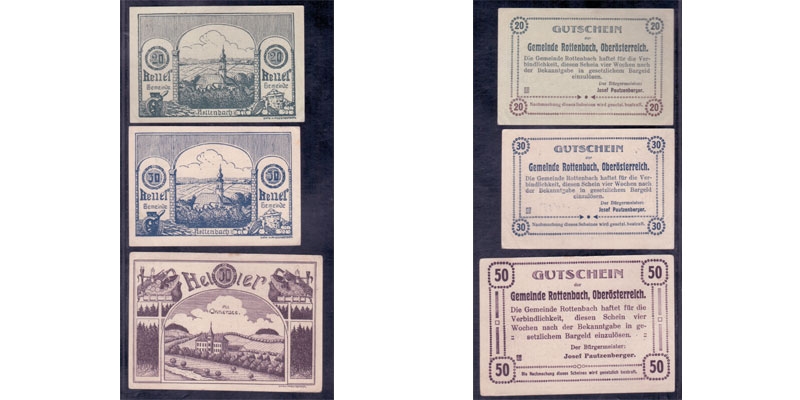 20
20
Heller
Heller
Gemeinde
Gemeinde
Rottenbach
30
30
Heller
Heller
Gemeinde
Gemeinde
Rottenbach
Heller
50
20
GUTSCHEIN
20
der
Gemeinde Rottenbach, Oberösterreich.
Die Gemeinde Rottenbach haftet für die
Verbindlichkeit, diesen Schein vier Wochen nach
der Bekanntgabe in gesetzlichem Bargeld
einzulösen.
Der Bürgermeister:
Josef Pautzenberger.
20
20
Nachmachung dieses Scheines wird gesetzl. bestraft.
30
GUTSCHEIN
30
der
Gemeinde Rottenbach, Oberösterreich.
Die Gemeinde Rottenbach haftet für die
Verbindlichkeit, diesen Schein vier Wochen nach
der Bekanntgabe in gesetzlichem Bargeld
einzulösen.
Der Bürgermeister:
Josef Pautzenberger.
30
30
Nachmachung dieses Scheines wird gesetzl. bestraft.
50
GUTSCHEIN
50
der
Gemeinde Rottenbach, Oberösterreich.
Die Gemeinde Rottenbach haftet für die
Verbindlichkeit, diesen Schein vier
Wochen nach der Bekanntgabe in ge-
setzlichem Bargeld einzulösen.
Der Bürgermeister:
Josef Pautzenberger.
50
50
Die Nachmachung dieses Scheines wird gesetzlich bestraft.